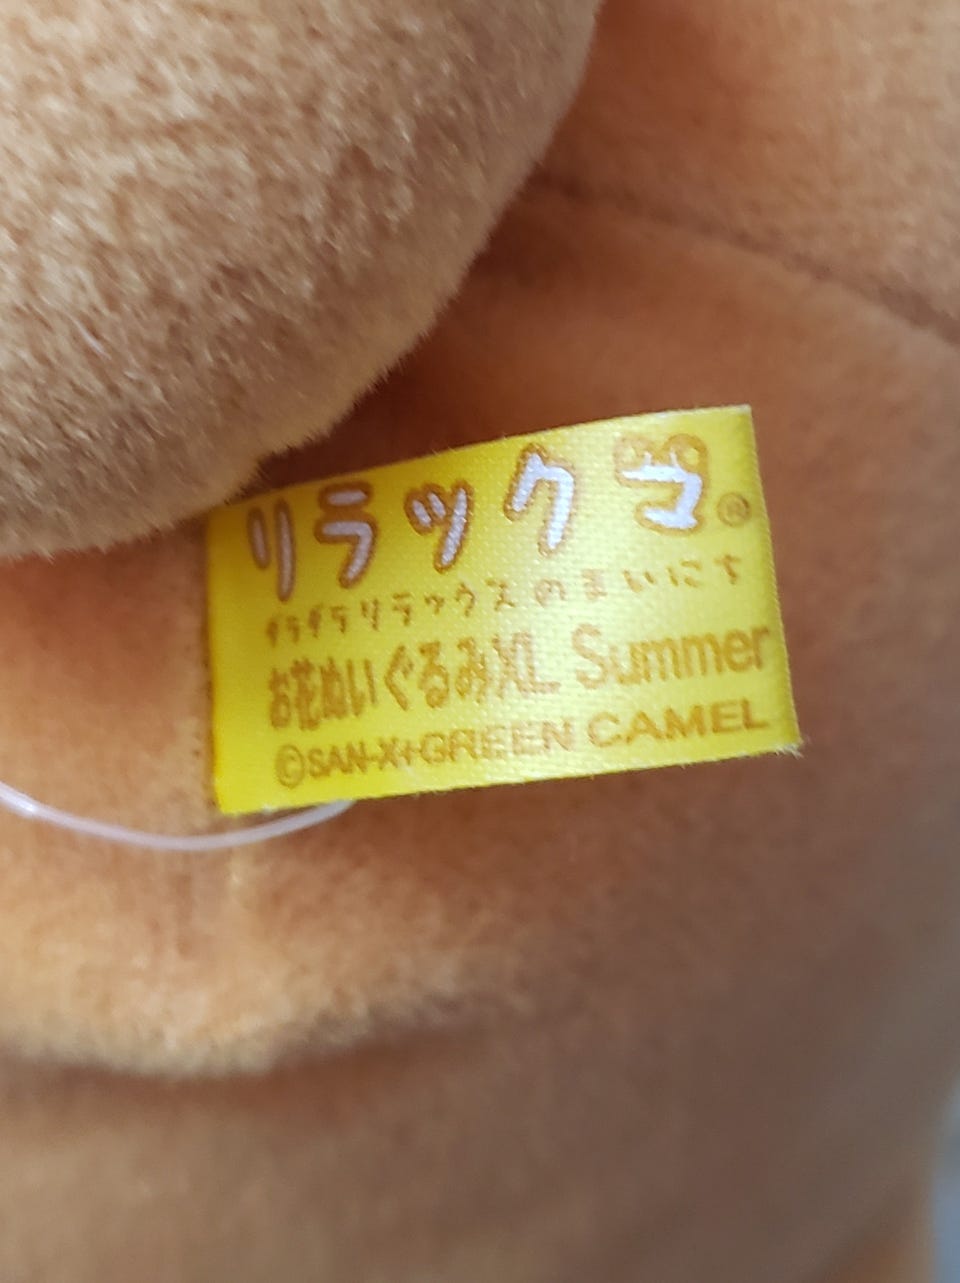 リラックマ®
ダラダラリラックスのまいにち
お花ぬいぐるみXL Summer
©SAN-X+GREEN CAMEL